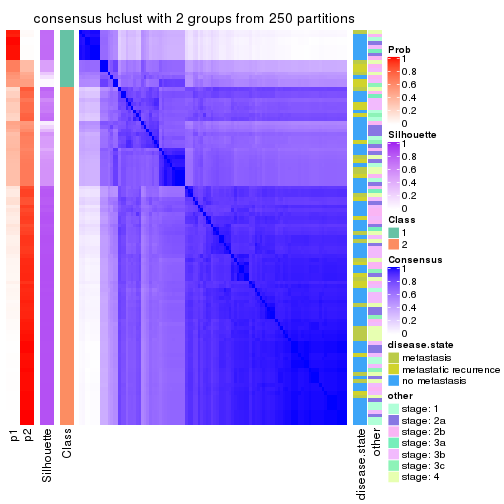 consensus hclust with 2 groups from 250 partitions
Prob
1
0.8
0.6
0.4
0.2
0
Silhouette
1
0.8
0.6
0.4
0.2
0
Class
1
2
Consensus
1
0.8
0.6
0.4
0.2
0
disease.state
metastasis
metastatic recurrence
no metastasis
other
stage: 1
stage: 2a
stage: 2b
stage: 3a
stage: 3b
stage: 3c
stage: 4
p1
p2
Silhouette
Class
disease.state
other